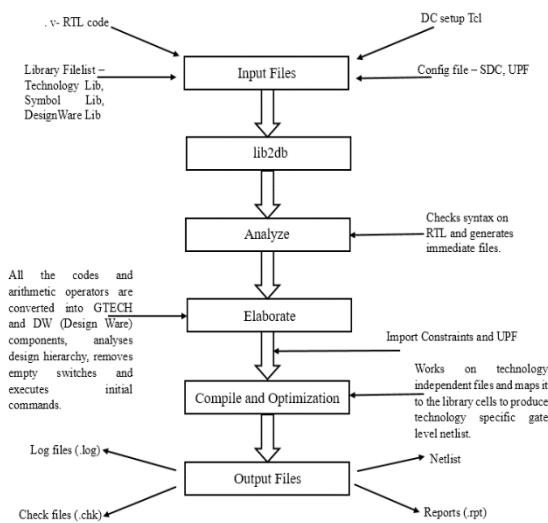 . v- RTL code
DC setup Tcl
Library Filelist –
Technology Lib,
Symbol Lib,
DesignWare Lib
Input Files
Config file – SDC, UPF
lib2db
Analyze
Checks syntax on
RTL and generates
immediate files.
All the codes and
arithmetic operators are
converted into GTECH
and DW (Design Ware)
components, analyses
design hierarchy, removes
empty switches and
executes initial
commands.
Elaborate
Import Constraints and UPF
Compile and Optimization
Works on technology
independent files and maps it
to the library cells to produce
technology specific gate
level netlist.
Log files (.log)
Netlist
Output Files
Check files (.chk)
Reports (.rpt)